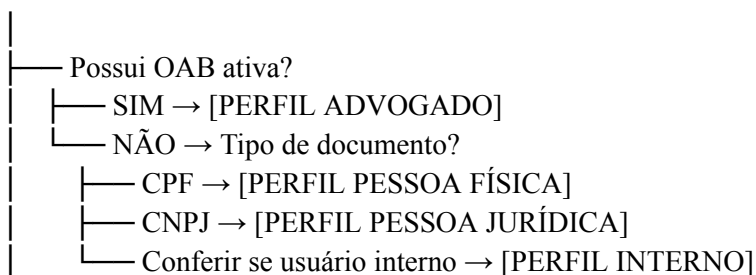 │
├── Possui OAB ativa?
│   ├── SIM → [PERFIL ADVOGADO]
│   └── NÃO → Tipo de documento?
│       ├── CPF → [PERFIL PESSOA FÍSICA]
│       ├── CNPJ → [PERFIL PESSOA JURÍDICA]
│       └── Conferir se usuário interno → [PERFIL INTERNO]